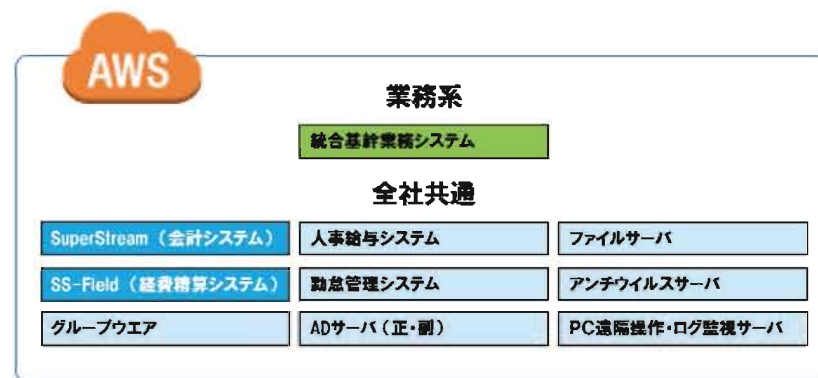 AWS
業務系
統合基幹業務システム
全社共通
SuperStream（会計システム） 人事給与システム ファイルサーバ
SS-Field（経費精算システム） 勤怠管理システム アンチウイルスサーバ
グループウエア ADサーバ（正・副） PC遠隔操作・ログ監視サーバ